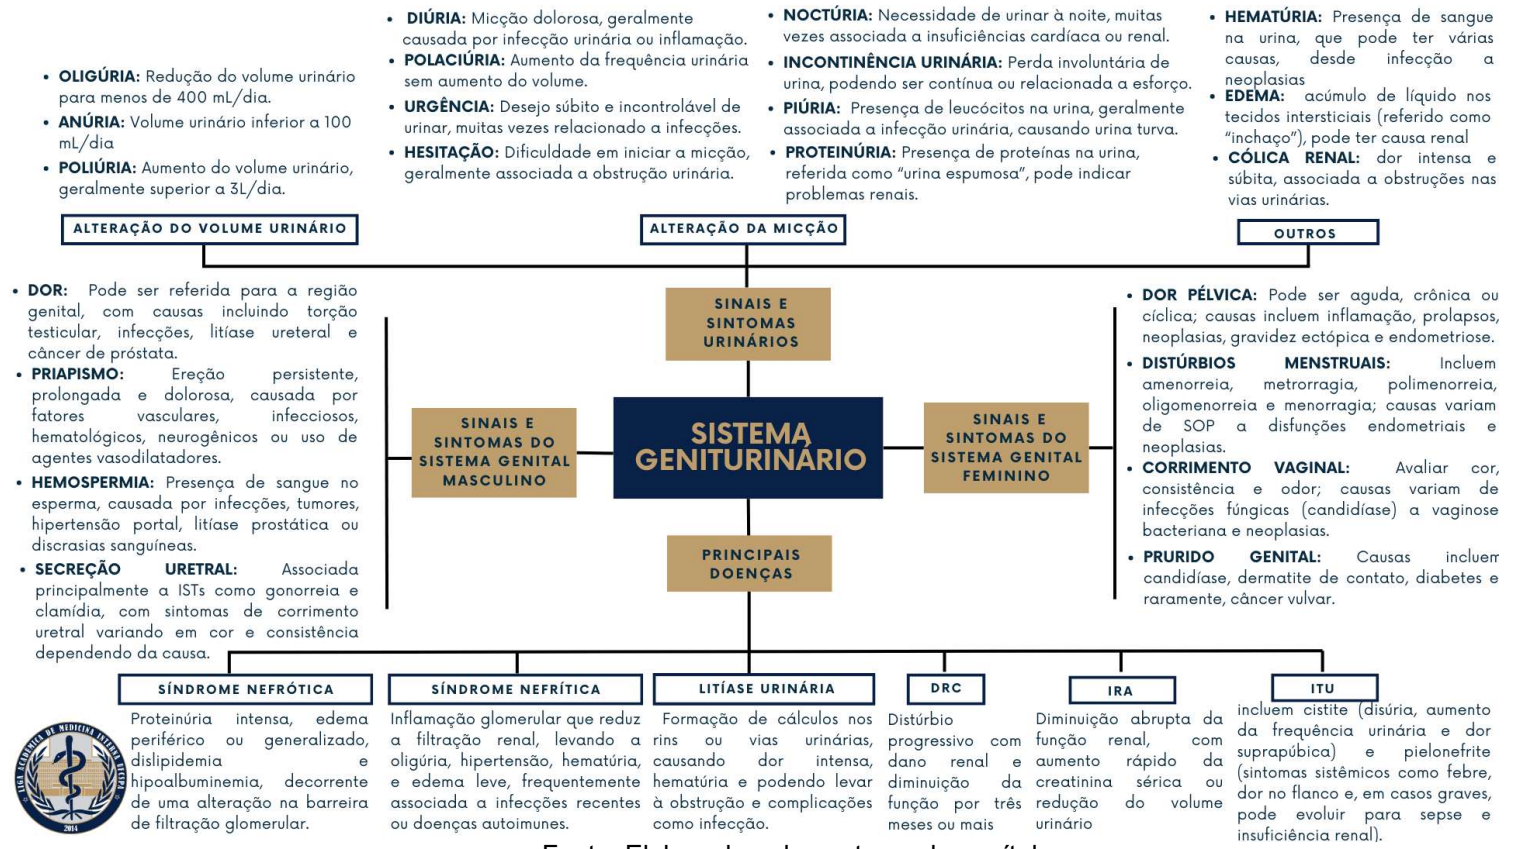 • OLIGÚRIA: Redução do volume urinário
para menos de 400 mL/dia.
• ANÚRIA: Volume urinário inferior a 100
mL/dia
• POLIÚRIA: Aumento do volume urinário,
geralmente superior a 3L/dia.
• DIÚRIA: Micção dolorosa, geralmente
causada por infecção urinária ou inflamação.
• POLACIÚRIA: Aumento da frequência urinária
sem aumento do volume.
• URGÊNCIA: Desejo súbito e incontrolável de
urinar, muitas vezes relacionado a infecções.
• HESITAÇÃO: Dificuldade em iniciar a micção,
geralmente associada a obstrução urinária.
• NOCTÚRIA: Necessidade de urinar à noite, muitas
vezes associada a insuficiências cardíaca ou renal.
• INCONTINÊNCIA URINÁRIA: Perda involuntária de
urina, podendo ser contínua ou relacionada a esforço.
• PIÚRIA: Presença de leucócitos na urina, geralmente
associada a infecção urinária, causando urina turva.
• PROTEINÚRIA: Presença de proteínas na urina,
referida como “urina espumosa”, pode indicar
problemas renais.
• HEMATÚRIA: Presença de sangue
na urina, que pode ter várias
causas, desde infecção a
neoplasias
• EDEMA: acúmulo de líquido nos
tecidos intersticiais (referido como
“inchaço”), pode ter causa renal
• CÓLICA RENAL: dor intensa e
súbita, associada a obstruções nas
vias urinárias.
ALTERAÇÃO DO VOLUME URINÁRIO
ALTERAÇÃO DA MICÇÃO
OUTROS
SINAIS E
SINTOMAS
URINÁRIOS
• DOR: Pode ser referida para a região
genital, com causas incluindo torção
testicular, infecções, litíase ureteral e
câncer de próstata.
• PRIAPISMO: Ereção persistente,
prolongada e dolorosa, causada por
fatores vasculares, infecciosos,
hematológicos, neurogênicos ou uso de
agentes vasodilatadores.
• HEMOSPERMIA: Presença de sangue no
esperma, causada por infecções, tumores,
hipertensão portal, litíase prostática ou
discrasias sanguíneas.
• SECREÇÃO URETRAL: Associada
principalmente a ISTs como gonorreia e
clamídia, com sintomas de corrimento
uretral variando em cor e consistência
dependendo da causa.
SINAIS E
SINTOMAS DO
SISTEMA GENITAL
MASCULINO
SISTEMA
GENITURINÁRIO
SINAIS E
SINTOMAS DO
SISTEMA GENITAL
FEMININO
• DOR PÉLVICA: Pode ser aguda, crônica ou
cíclica; causas incluem inflamação, prolapsos,
neoplasias, gravidez ectópica e endometriose.
• DISTÚRBIOS MENSTRUAIS: Incluem
amenorreia, metrorragia, polimenorreia,
oligomenorreia e menorragia; causas variam
de SOP a disfunções endometriais e
neoplasias.
• CORRIMENTO VAGINAL: Avaliar cor,
consistência e odor; causas variam de
infecções fúngicas (candidíase) a vaginose
bacteriana e neoplasias.
• PRURIDO GENITAL: Causas incluem
candidíase, dermatite de contato, diabetes e
raramente, câncer vulvar.
PRINCIPAIS
DOENÇAS
SÍNDROME NEFRÓTICA
Proteinúria intensa, edema
periférico ou generalizado,
dislipidemia e
hipoalbuminemia, decorrente
de uma alteração na barreira
de filtração glomerular.
SÍNDROME NEFRÍTICA
Inflamação glomerular que reduz
a filtração renal, levando a
oligúria, hipertensão, hematúria,
e edema leve, frequentemente
associada a infecções recentes
ou doenças autoimunes.
LITÍASE URINÁRIA
Formação de cálculos nos
rins ou vias urinárias,
causando dor intensa,
hematúria e podendo levar
à obstrução e complicações
como infecção.
DRC
Distúrbio
progressivo com
dano renal e
diminuição da
função por três
meses ou mais
IRA
Diminuição abrupta da
função renal, com
aumento rápido da
creatinina sérica ou
redução do volume
urinário
ITU
incluem cistite (disúria, aumento
da frequência urinária e dor
suprapúbica) e pielonefrite
(sintomas sistêmicos como febre,
dor no flanco e, em casos graves,
pode evoluir para sepse e
insuficiência renal).
LIGA ACADÊMICA DE MEDICINA INTERNA
2014